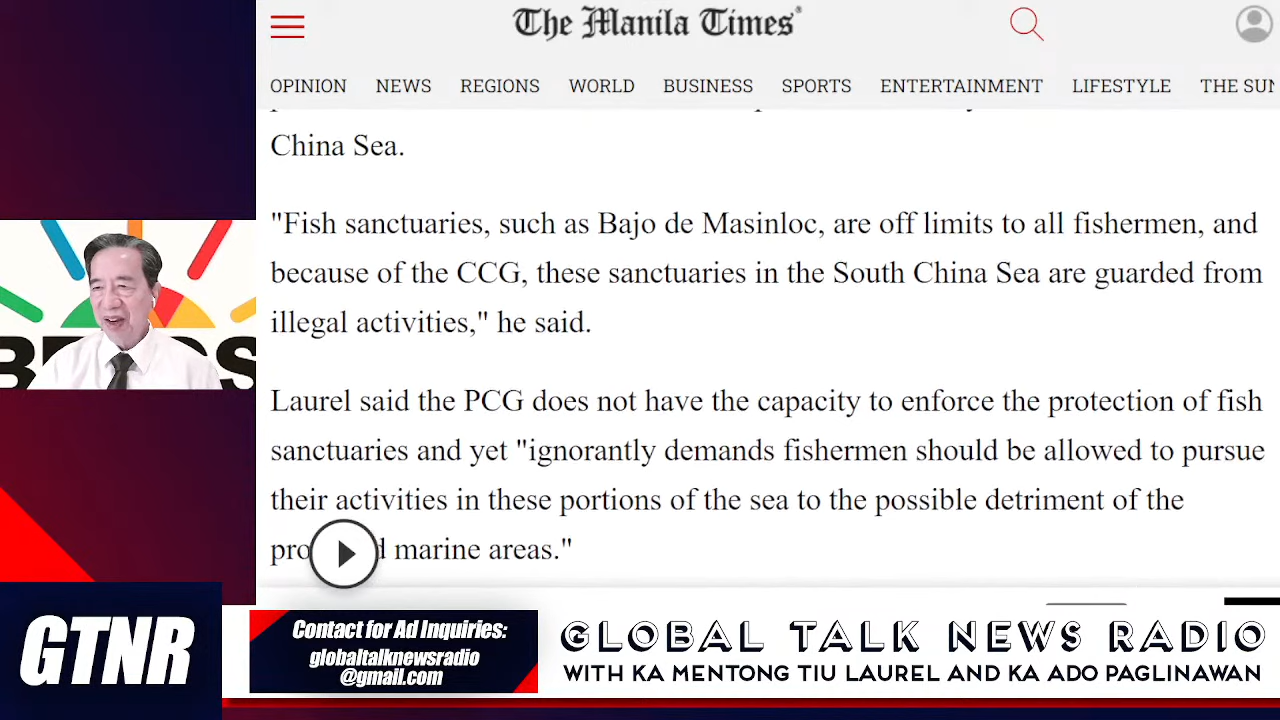 The Manila Times
OPINION NEWS REGIONS WORLD BUSINESS SPORTS ENTERTAINMENT LIFESTYLE THE SUN
China Sea.
"Fish sanctuaries, such as Bajo de Masinloc, are off limits to all fishermen, and
because of the CCG, these sanctuaries in the South China Sea are guarded from
illegal activities," he said.
Laurel said the PCG does not have the capacity to enforce the protection of fish
sanctuaries and yet "ignorantly demands fishermen should be allowed to pursue
their activities in these portions of the sea to the possible detriment of the
marine areas."
GTNR
Contact for Ad Inquiries:
globaltalknewsradio
@gmail.com
GLOBAL TALK NEWS RADIO
WITH KA MENTONG TIU LAUREL AND KA ADO PAGLINAWAN